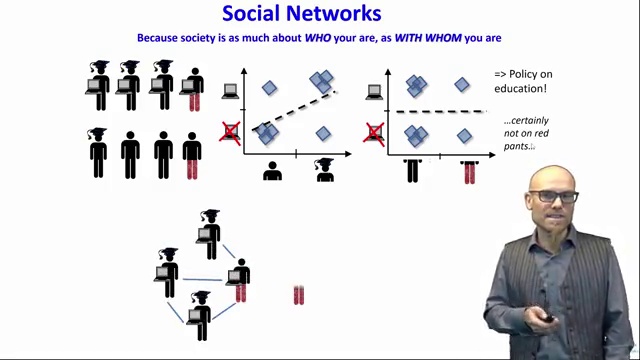 Social Networks
Because society is as much about WHO your are, as WITH WHOM you are
=> Policy on
education!
...certainly
not on red
pants..